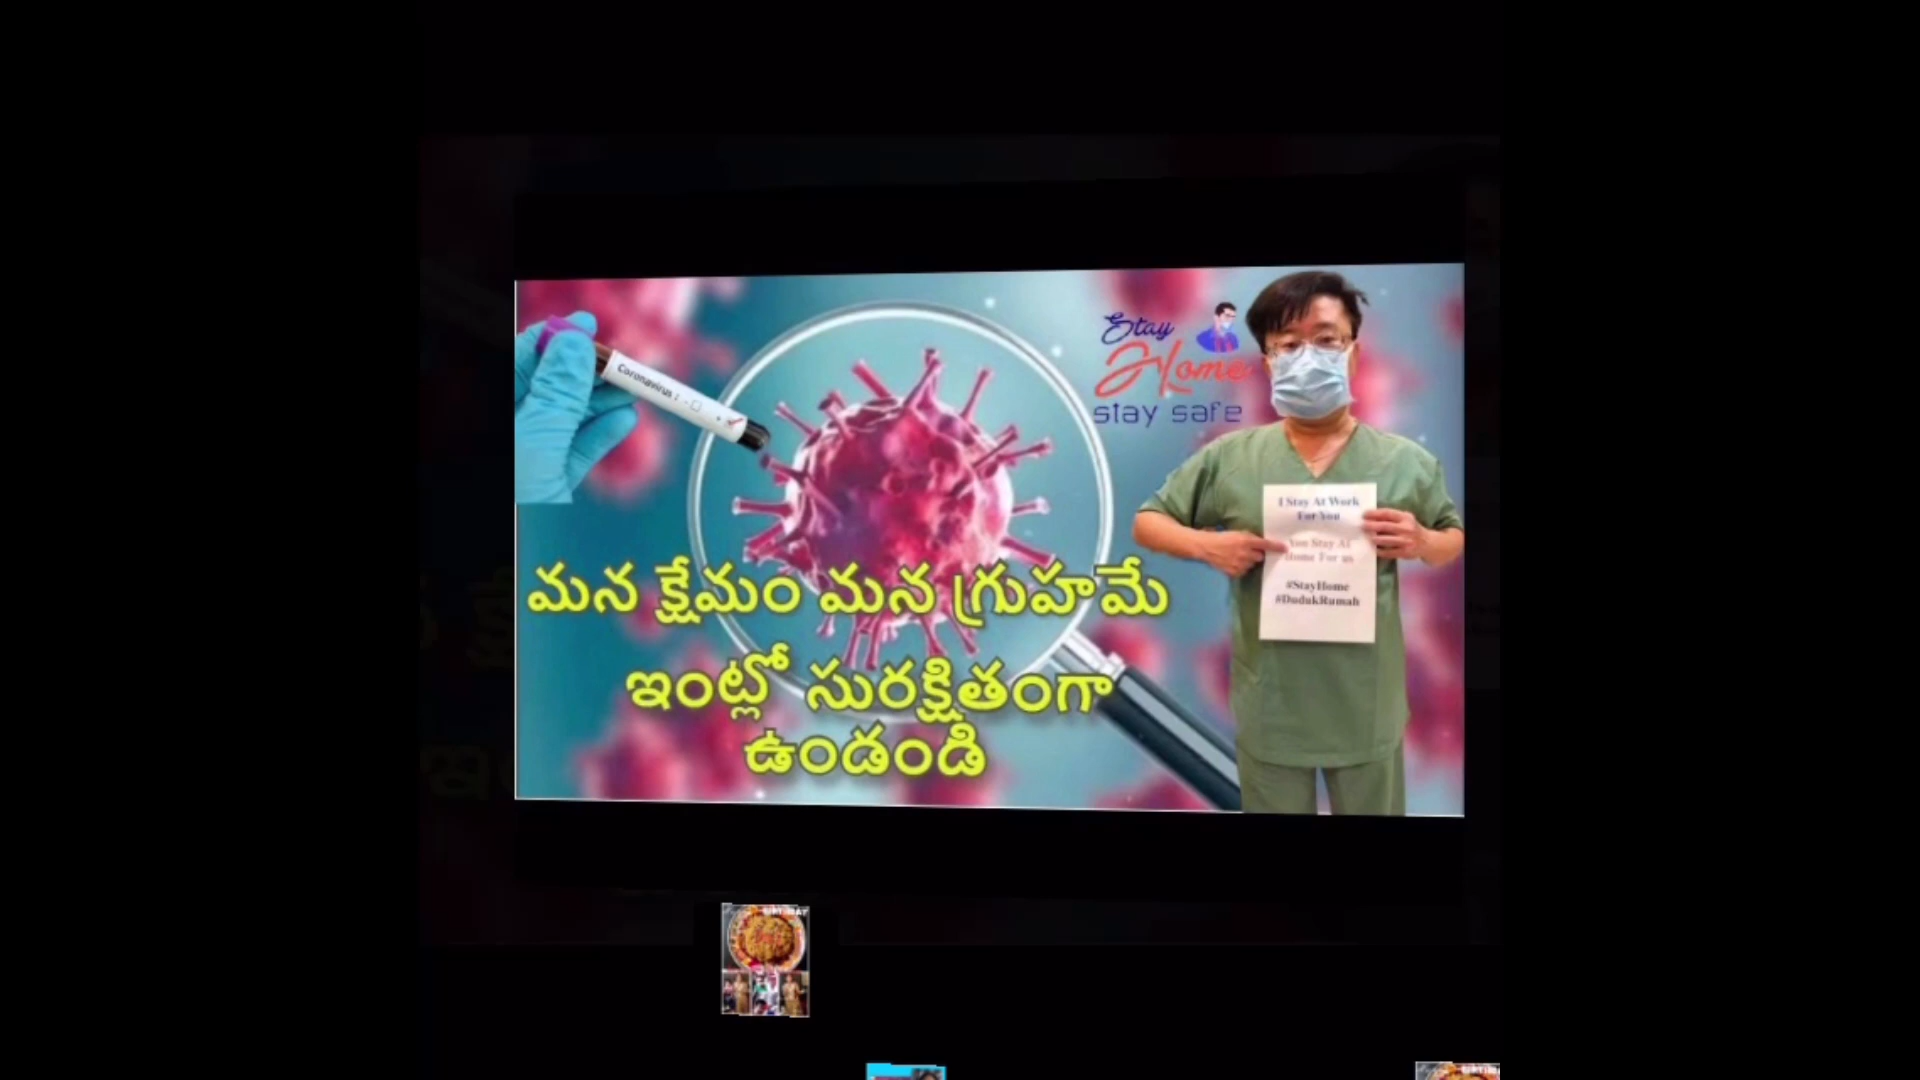 Stay
Home
stay safe
Coronavirus :
I Stay At Work
For You
You Stay At
Home For us
#StayHome
#DudukRumah
మన క్షేమం మన గ్రుహమే
ఇంట్లో సురక్షితంగా
ఉండండి